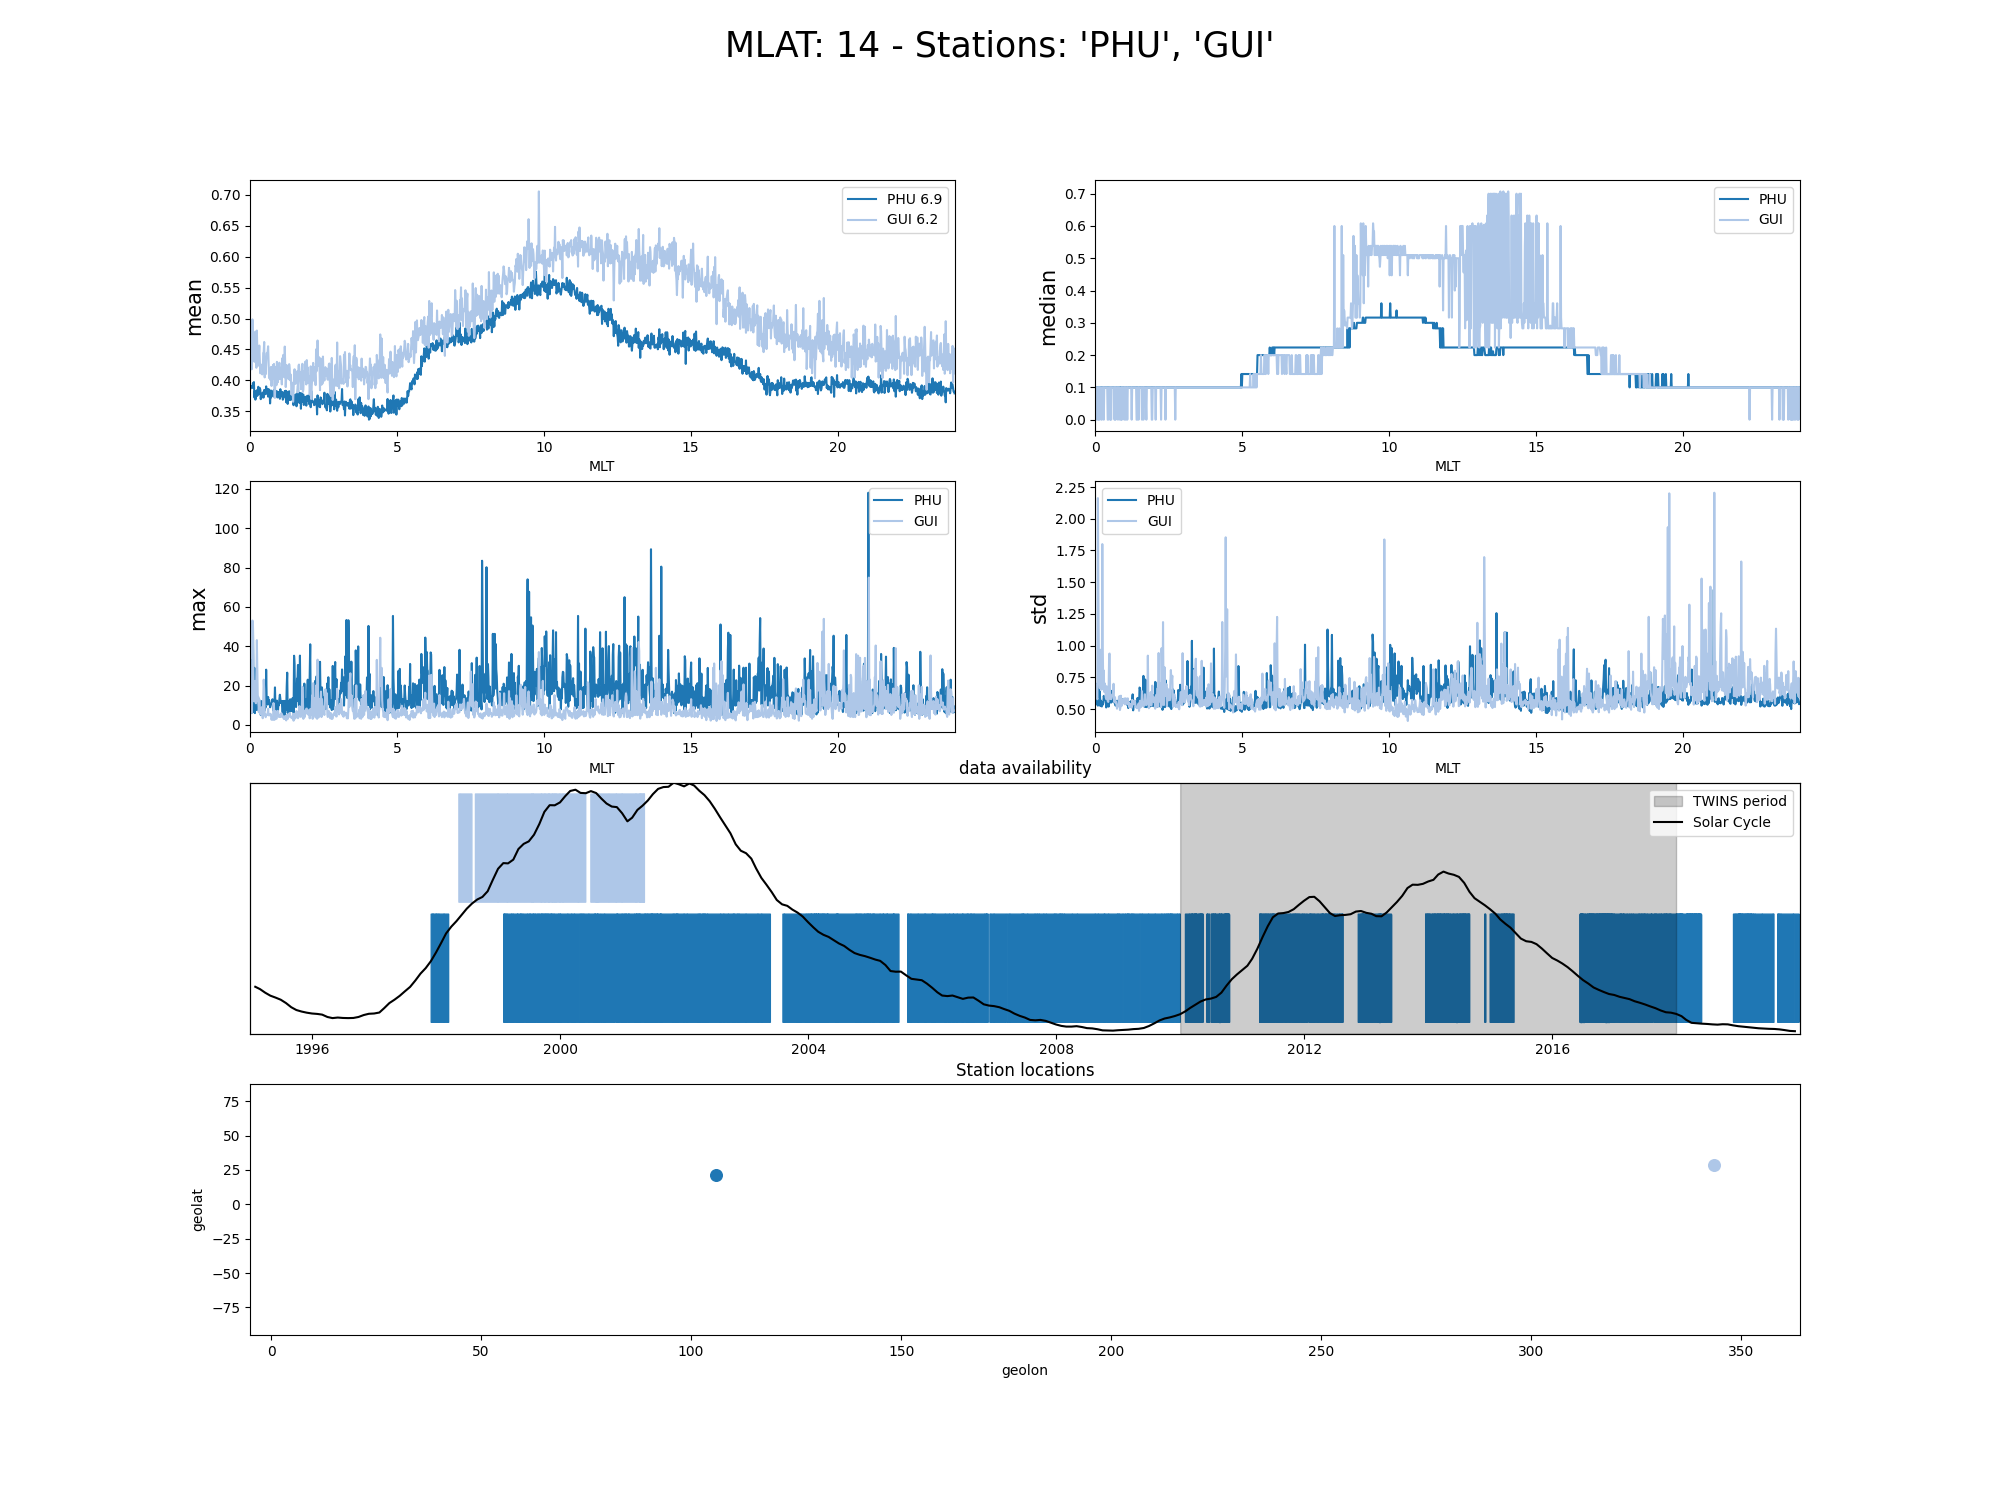 MLAT: 14 - Stations: 'PHU', 'GUI'
mean
0.70
0.65
0.60
0.55
0.50
0.45
0.40
0.35
PHU 6.9
GUI 6.2
0 5 10 15 20
MLT
median
0.7
0.6
0.5
0.4
0.3
0.2
0.1
0.0
PHU
GUI
0 5 10 15 20
MLT
max
120
100
80
60
40
20
0
PHU
GUI
0 5 10 15 20
MLT
std
2.25
2.00
1.75
1.50
1.25
1.00
0.75
0.50
PHU
GUI
0 5 10 15 20
MLT
data availability
TWINS period
Solar Cycle
1996 2000 2004 2008 2012 2016
Station locations
geolat
75
50
25
0
−25
−50
−75
0 50 100 150 200 250 300 350
geolon